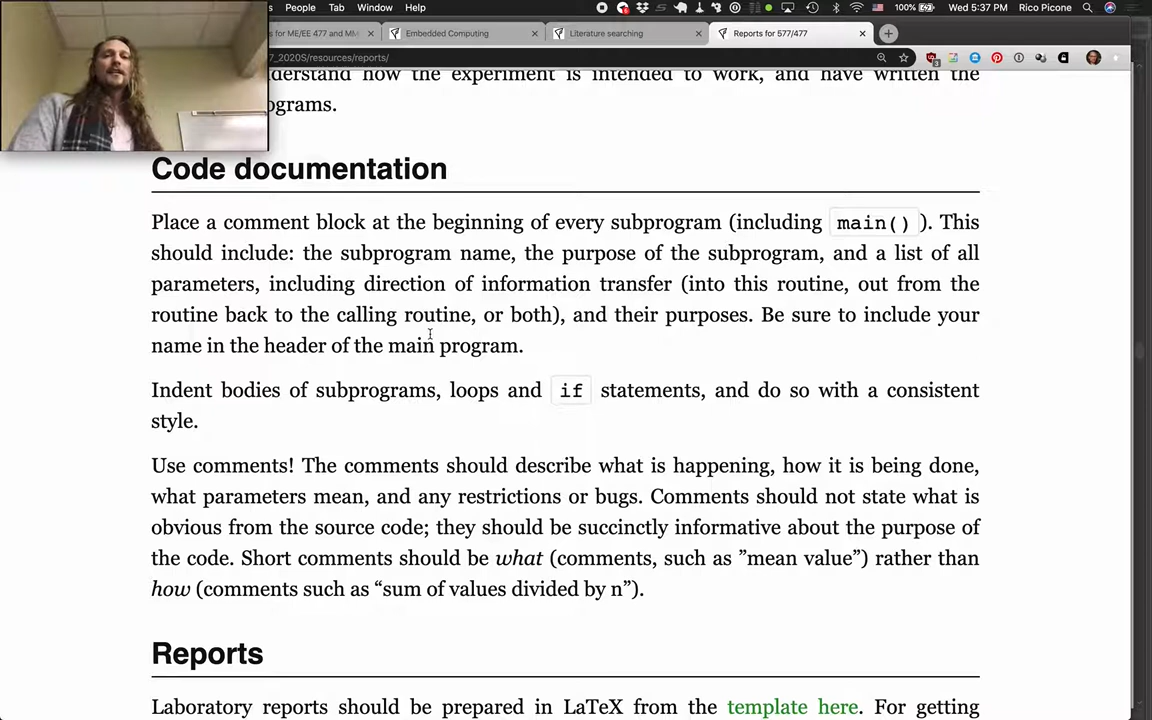 People Tab Window Help 100% Wed 5:37 PM Rico Picone
s for ME/EE 477 and MM Embedded Computing Literature searching Reports for 577/477
7_2020S/resources/reports/
understand how the experiment is intended to work, and have written the
ograms.
Code documentation
Place a comment block at the beginning of every subprogram (including main() ). This
should include: the subprogram name, the purpose of the subprogram, and a list of all
parameters, including direction of information transfer (into this routine, out from the
routine back to the calling routine, or both), and their purposes. Be sure to include your
name in the header of the main program.
Indent bodies of subprograms, loops and if statements, and do so with a consistent
style.
Use comments! The comments should describe what is happening, how it is being done,
what parameters mean, and any restrictions or bugs. Comments should not state what is
obvious from the source code; they should be succinctly informative about the purpose of
the code. Short comments should be what (comments, such as ”mean value”) rather than
how (comments such as “sum of values divided by n”).
Reports
Laboratory reports should be prepared in LaTeX from the template here. For getting